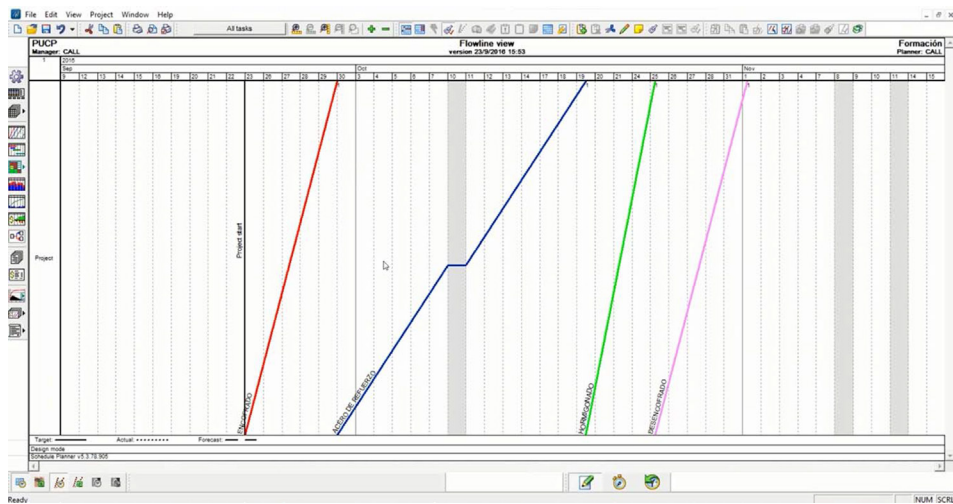 File Edit View Project Window Help
All tasks
PUCP
Manager: CALL
Flowline view
version 23/9/2016 15:53
Formación
Planner: CALL
1 2016
Sep Oct Nov
9 12 13 14 15 16 19 20 21 22 23 26 27 28 29 30 3 4 5 6 7 10 11 12 13 14 17 18 19 20 21 24 25 26 27 28 31 1 2 3 4 7 8 9 10 11 14 15
Project start
Project
ENCOFRADO
ACERO DE REFUERZO
HORMIGONADO
DESENCOFRADO
Target: Actual: Forecast:
Design mode
Schedule Planner v5.3.78.905
Ready
NUM SCRL